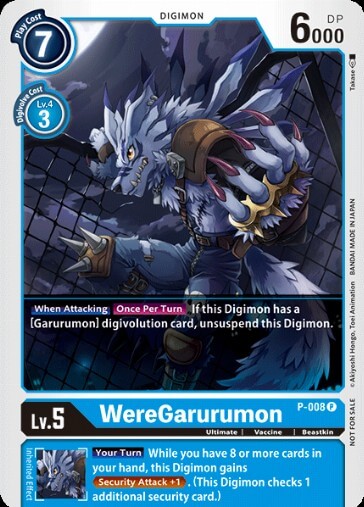 DIGIMON
Play Cost
7
DP
6000
Digivolve Cost
Lv.4
3
Takase
When Attacking Once Per Turn If this Digimon has a
[Garurumon] digivolution card, unsuspend this Digimon.
© Akiyoshi Hongo, Toei Animation BANDAI MADE IN JAPAN
NOT FOR SALE
Lv.5
WereGarurumon
P-008 P
Ultimate | Vaccine | Beastkin
Inherited Effect
Your Turn While you have 8 or more cards in
your hand, this Digimon gains
Security Attack +1. (This Digimon checks 1
additional security card.)